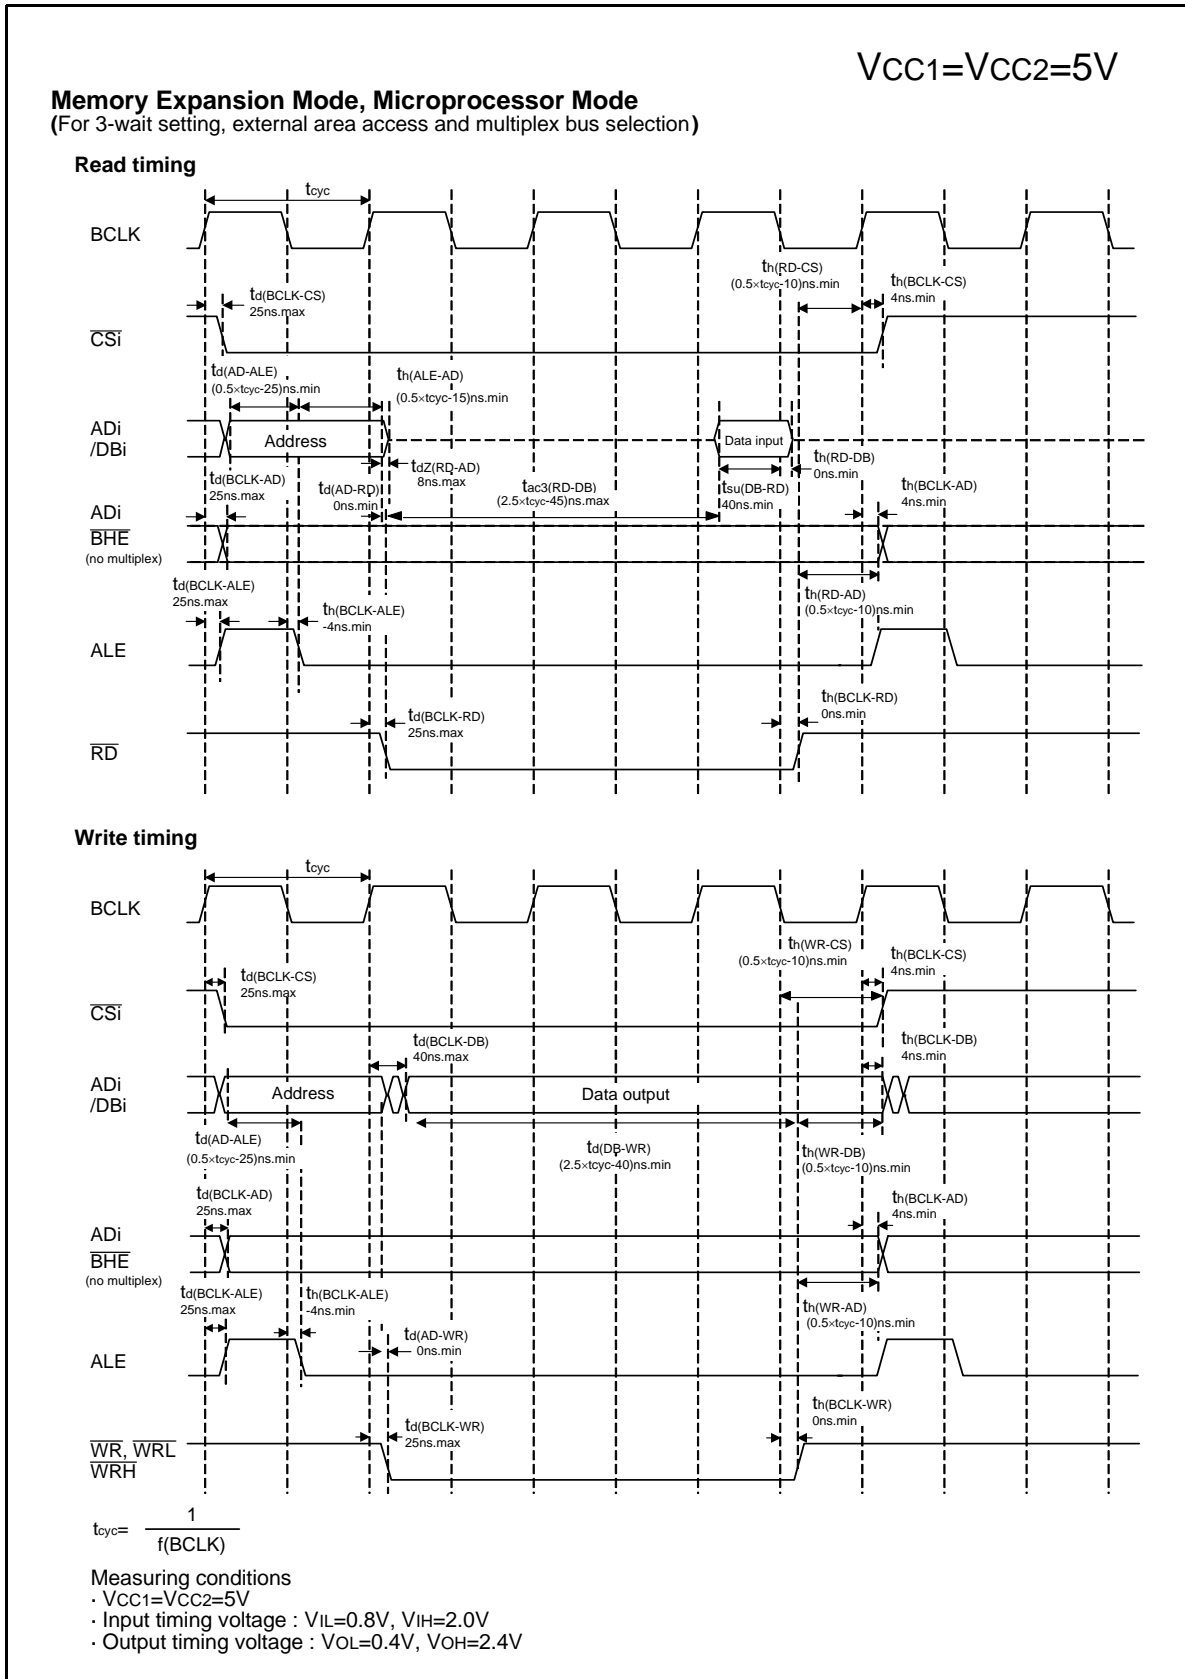 VCC1=VCC2=5V
Memory Expansion Mode, Microprocessor Mode
(For 3-wait setting, external area access and multiplex bus selection)
Read timing
tcyc
BCLK
th(RD-CS)
(0.5×tcyc-10)ns.min
th(BCLK-CS)
4ns.min
td(BCLK-CS)
25ns.max
CSi
td(AD-ALE)
(0.5×tcyc-25)ns.min
th(ALE-AD)
(0.5×tcyc-15)ns.min
ADi
/DBi
Address
Data input
th(RD-DB)
0ns.min
td(BCLK-AD)
25ns.max
td(AD-RD)
0ns.min
tdZ(RD-AD)
8ns.max
tac3(RD-DB)
(2.5×tcyc-45)ns.max
tsu(DB-RD)
40ns.min
th(BCLK-AD)
4ns.min
ADi
BHE
(no multiplex)
td(BCLK-ALE)
25ns.max
th(BCLK-ALE)
-4ns.min
th(RD-AD)
(0.5×tcyc-10)ns.min
ALE
td(BCLK-RD)
25ns.max
th(BCLK-RD)
0ns.min
RD
Write timing
tcyc
BCLK
th(WR-CS)
(0.5×tcyc-10)ns.min
th(BCLK-CS)
4ns.min
td(BCLK-CS)
25ns.max
CSi
td(BCLK-DB)
40ns.max
th(BCLK-DB)
4ns.min
ADi
/DBi
Address
Data output
td(AD-ALE)
(0.5×tcyc-25)ns.min
td(DB-WR)
(2.5×tcyc-40)ns.min
th(WR-DB)
(0.5×tcyc-10)ns.min
td(BCLK-AD)
25ns.max
th(BCLK-AD)
4ns.min
ADi
BHE
(no multiplex)
td(BCLK-ALE)
25ns.max
th(BCLK-ALE)
-4ns.min
th(WR-AD)
(0.5×tcyc-10)ns.min
td(AD-WR)
0ns.min
ALE
td(BCLK-WR)
25ns.max
th(BCLK-WR)
0ns.min
WR, WRL
WRH
tcyc=
1
f(BCLK)
Measuring conditions
· VCC1=VCC2=5V
· Input timing voltage : VIL=0.8V, VIH=2.0V
· Output timing voltage : VOL=0.4V, VOH=2.4V